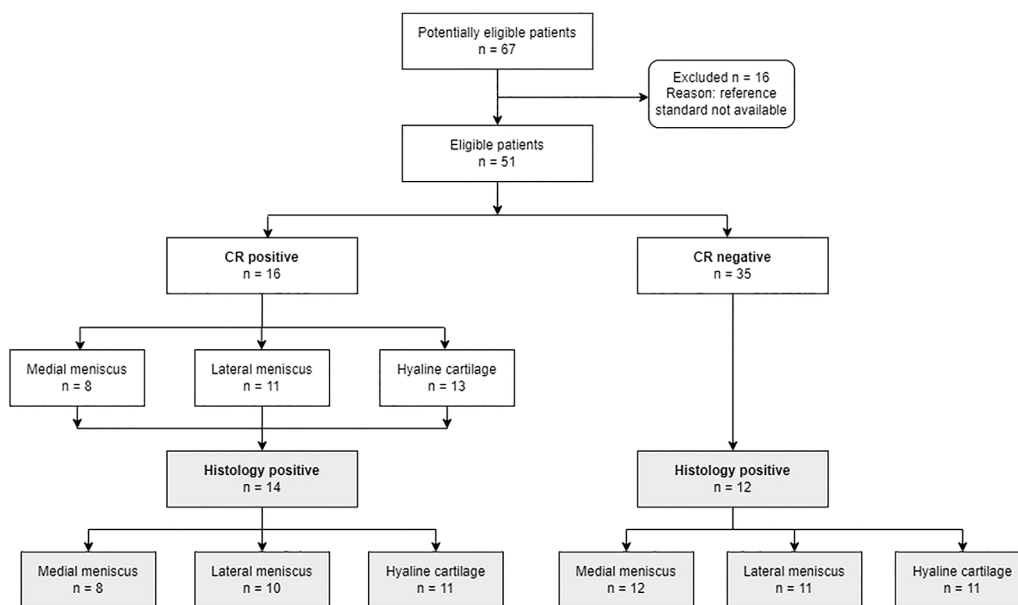 Potentially eligible patients
n = 67
Excluded n = 16
Reason: reference
standard not available
Eligible patients
n = 51
CR positive
n = 16
CR negative
n = 35
Medial meniscus
n = 8
Lateral meniscus
n = 11
Hyaline cartilage
n = 13
Histology positive
n = 14
Histology positive
n = 12
Medial meniscus
n = 8
Lateral meniscus
n = 10
Hyaline cartilage
n = 11
Medial meniscus
n = 12
Lateral meniscus
n = 11
Hyaline cartilage
n = 11